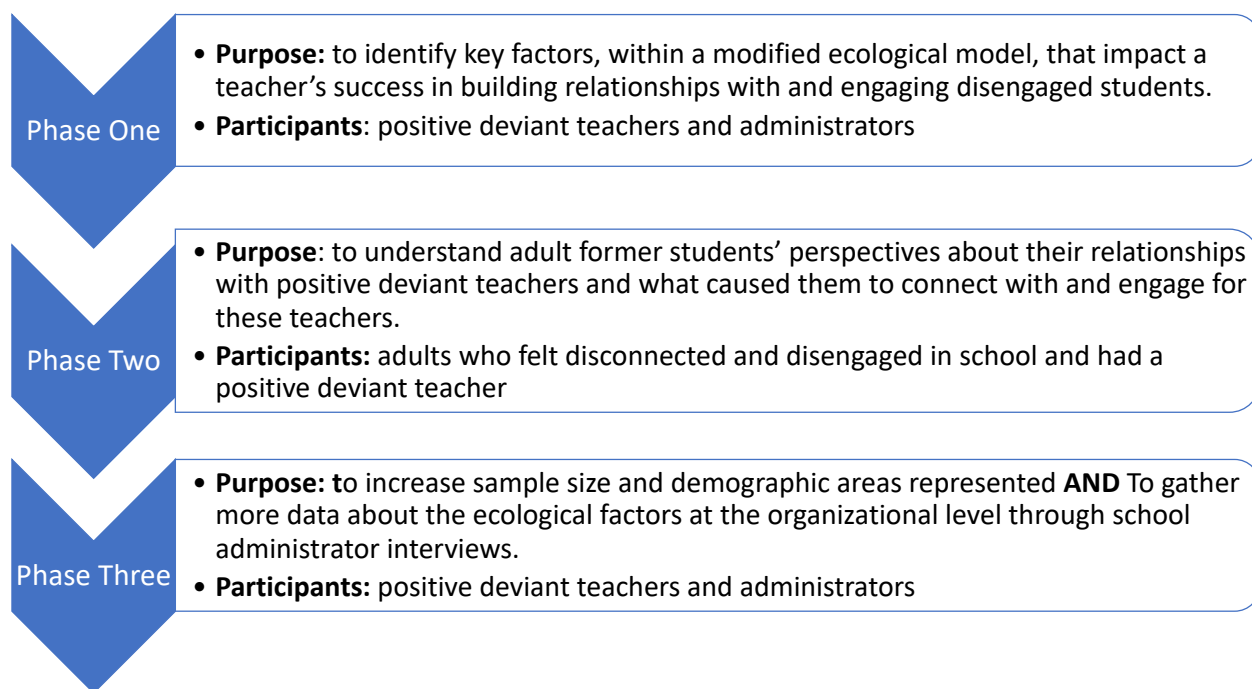 Phase One
• Purpose: to identify key factors, within a modified ecological model, that impact a
teacher’s success in building relationships with and engaging disengaged students.
• Participants: positive deviant teachers and administrators
Phase Two
• Purpose: to understand adult former students’ perspectives about their relationships
with positive deviant teachers and what caused them to connect with and engage for
these teachers.
• Participants: adults who felt disconnected and disengaged in school and had a
positive deviant teacher
Phase Three
• Purpose: to increase sample size and demographic areas represented AND To gather
more data about the ecological factors at the organizational level through school
administrator interviews.
• Participants: positive deviant teachers and administrators